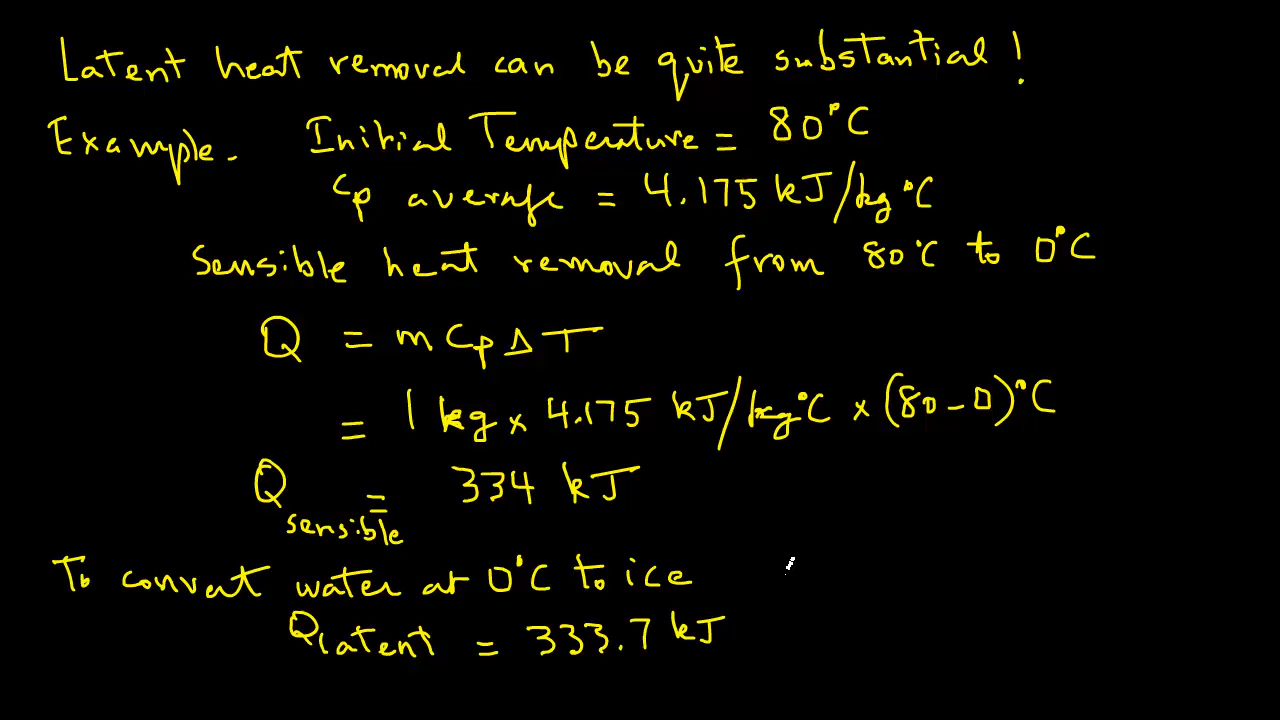 Latent heat removal can be quite substantial!
Example. Initial Temperature = 80°C
Cp average = 4.175 kJ/kg°C
Sensible heat removal from 80°C to 0°C
Q = m Cp Δ T
= 1 kg x 4.175 kJ/kg°C x (80-0)°C
Q sensible = 334 kJ
To convert water at 0°C to ice
Q latent = 333.7 kJ